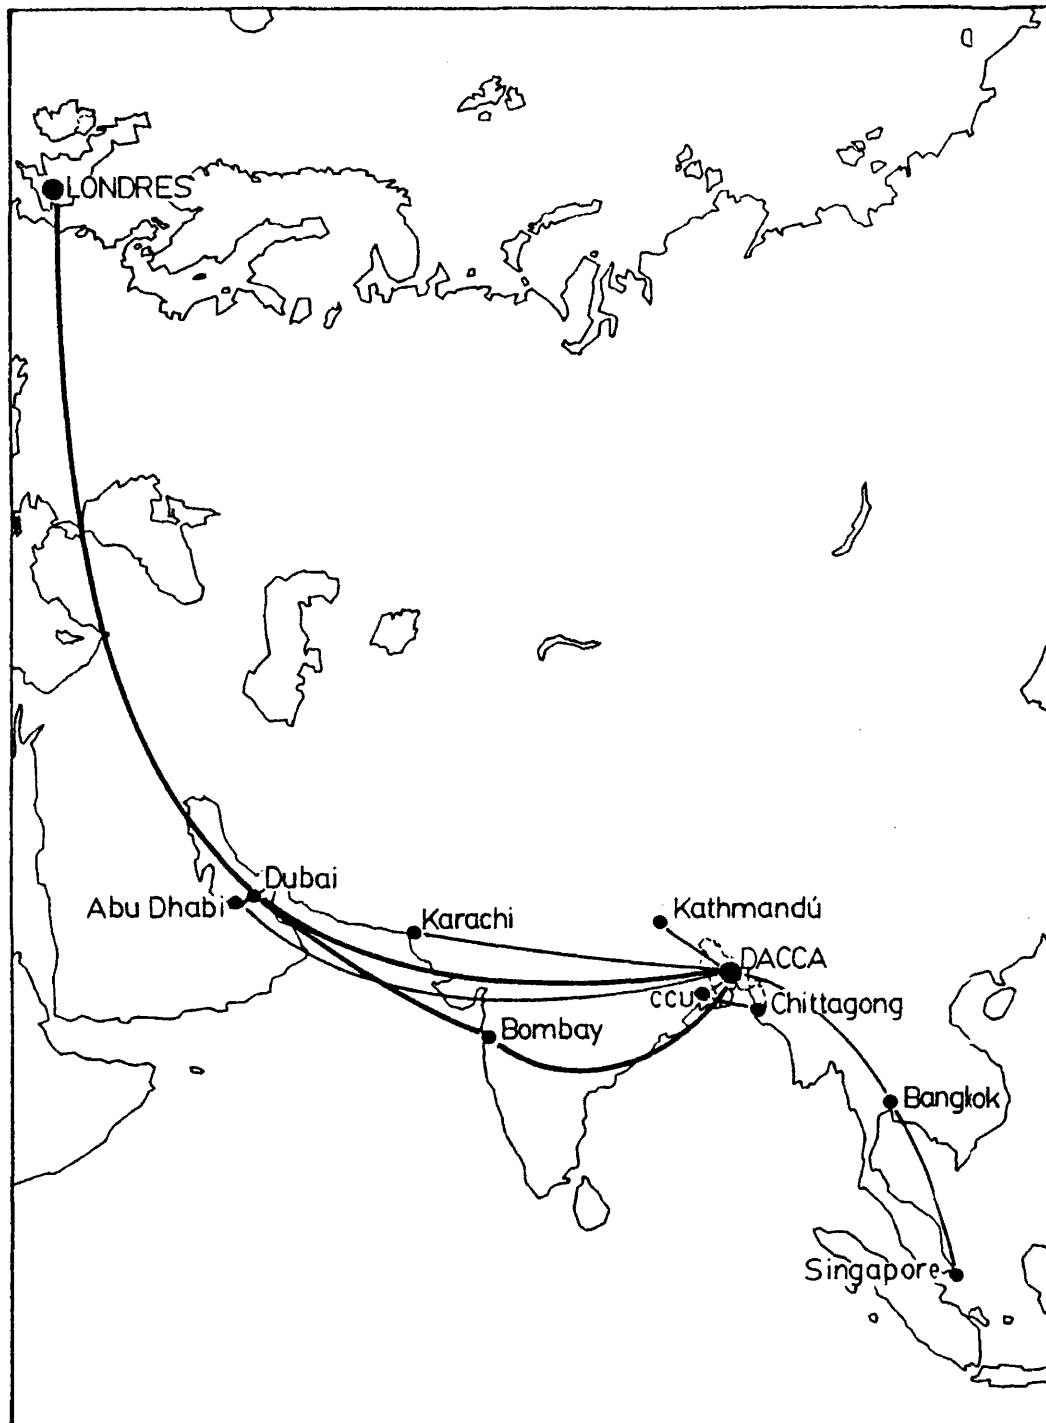 LONDRES
Dubai
Abu Dhabi
Karachi
Kathmandú
DACCA
CCU
Chittagong
Bombay
Bangkok
Singapore